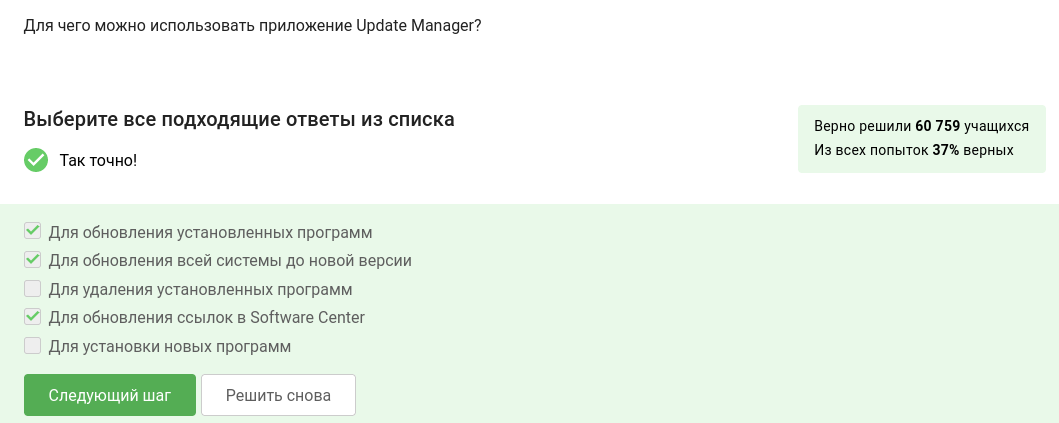 Для чего можно использовать приложение Update Manager?
Выберите все подходящие ответы из списка
Так точно!
Верно решили 60 759 учащихся
Из всех попыток 37% верных
Для обновления установленных программ
Для обновления всей системы до новой версии
Для удаления установленных программ
Для обновления ссылок в Software Center
Для установки новых программ
Следующий шаг
Решить снова